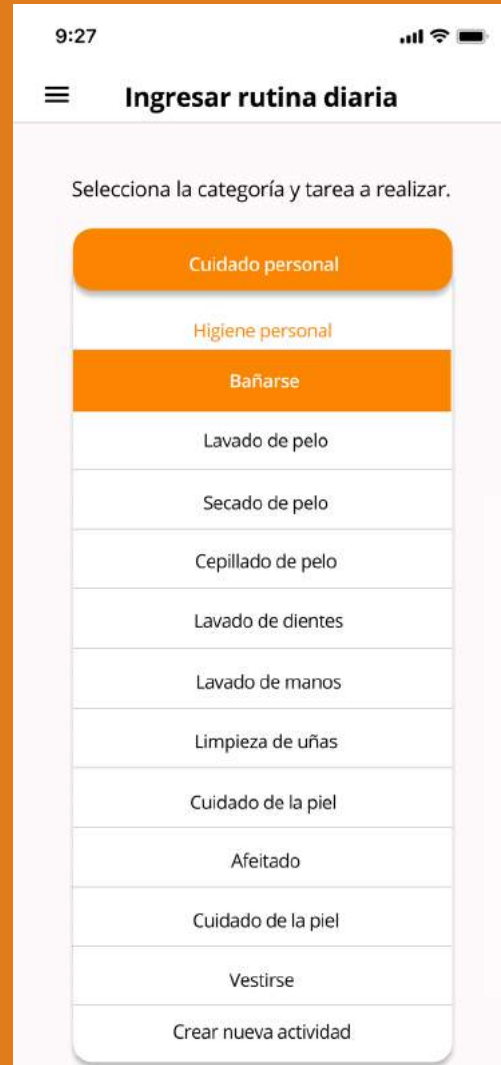 9:27
Ingresar rutina diaria
Selecciona la categoría y tarea a realizar.
Cuidado personal
Higiene personal
Bañarse
Lavado de pelo
Secado de pelo
Cepillado de pelo
Lavado de dientes
Lavado de manos
Limpieza de uñas
Cuidado de la piel
Afeitado
Cuidado de la piel
Vestirse
Crear nueva actividad